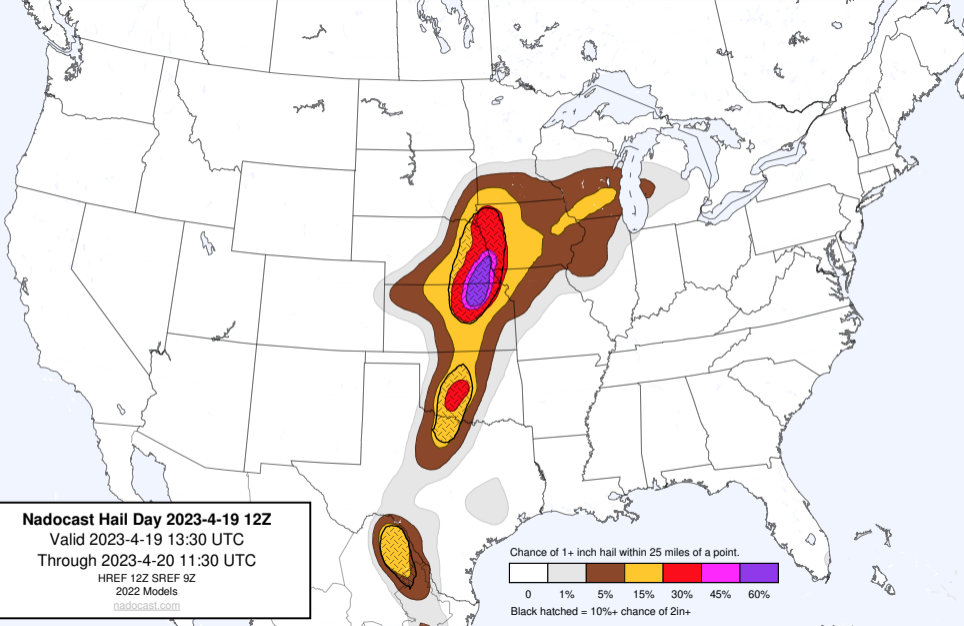 Nadocast Hail Day 2023-4-19 12Z
Valid 2023-4-19 13:30 UTC
Through 2023-4-20 11:30 UTC
HREF 12Z SREF 9Z
2022 Models
nadocast.com
Chance of 1+ inch hail within 25 miles of a point.
0 1% 5% 15% 30% 45% 60%
Black hatched = 10%+ chance of 2in+